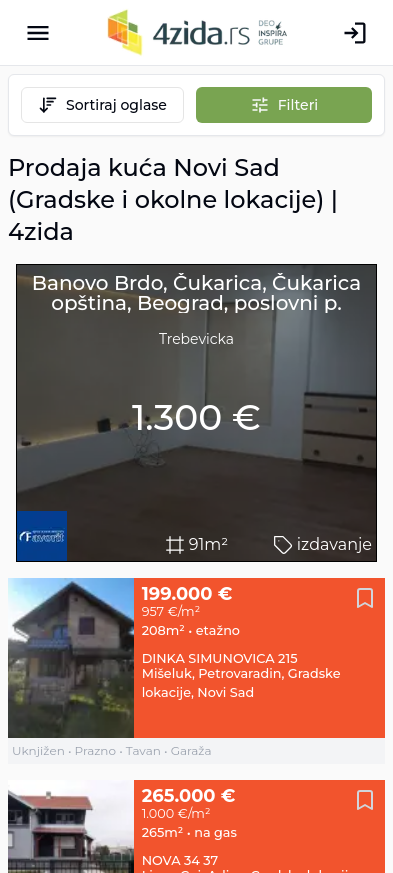 4zida.rs
DEO
INSPIRA
GRUPE
Sortiraj oglase
Filteri
Prodaja kuća Novi Sad
(Gradske i okolne lokacije) |
4zida
Banovo Brdo, Čukarica, Čukarica
opština, Beograd, poslovni p.
Trebevicka
1.300 €
Favorit
91m²
izdavanje
199.000 €
957 €/m²
208m² • etažno
DINKA SIMUNOVICA 215
Mišeluk, Petrovaradin, Gradske
lokacije, Novi Sad
Uknjižen • Prazno • Tavan • Garaža
265.000 €
1.000 €/m²
265m² • na gas
NOVA 34 37